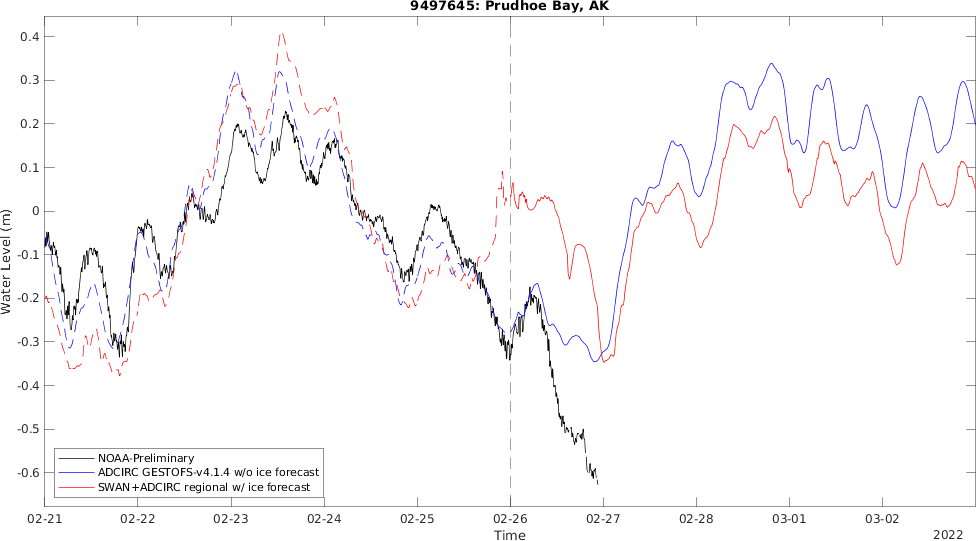 9497645: Prudhoe Bay, AK
Water Level (m)
0.4
0.3
0.2
0.1
0
-0.1
-0.2
-0.3
-0.4
-0.5
-0.6
NOAA-Preliminary
ADCIRC GESTOFS-v4.1.4 w/o ice forecast
SWAN+ADCIRC regional w/ ice forecast
02-21 02-22 02-23 02-24 02-25 02-26 02-27 02-28 03-01 03-02
Time
2022